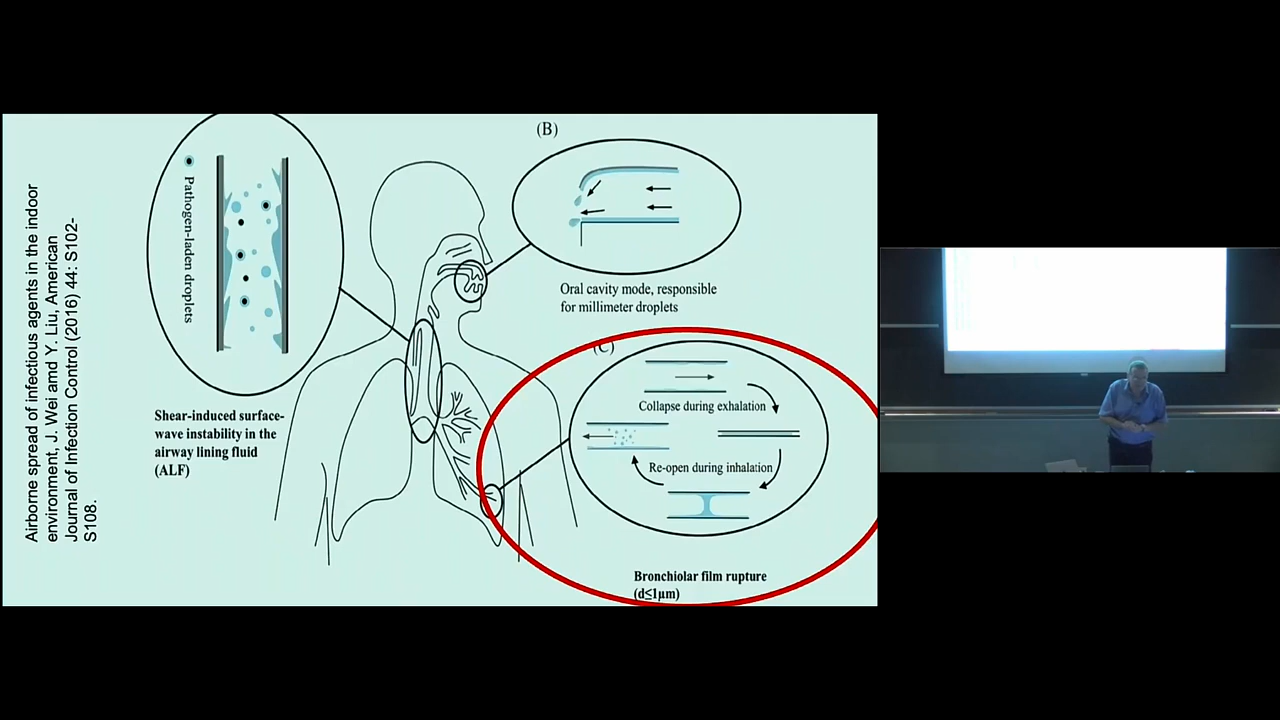 Airborne spread of infectious agents in the indoor
environment, J. Wei amd Y. Liu, American
Journal of Infection Control (2016) 44: S102-
S108.
Pathogen-laden droplets
Shear-induced surface-
wave instability in the
airway lining fluid
(ALF)
(B)
Oral cavity mode, responsible
for millimeter droplets
(C)
Collapse during exhalation
Re-open during inhalation
Bronchiolar film rupture
(d≤1μm)